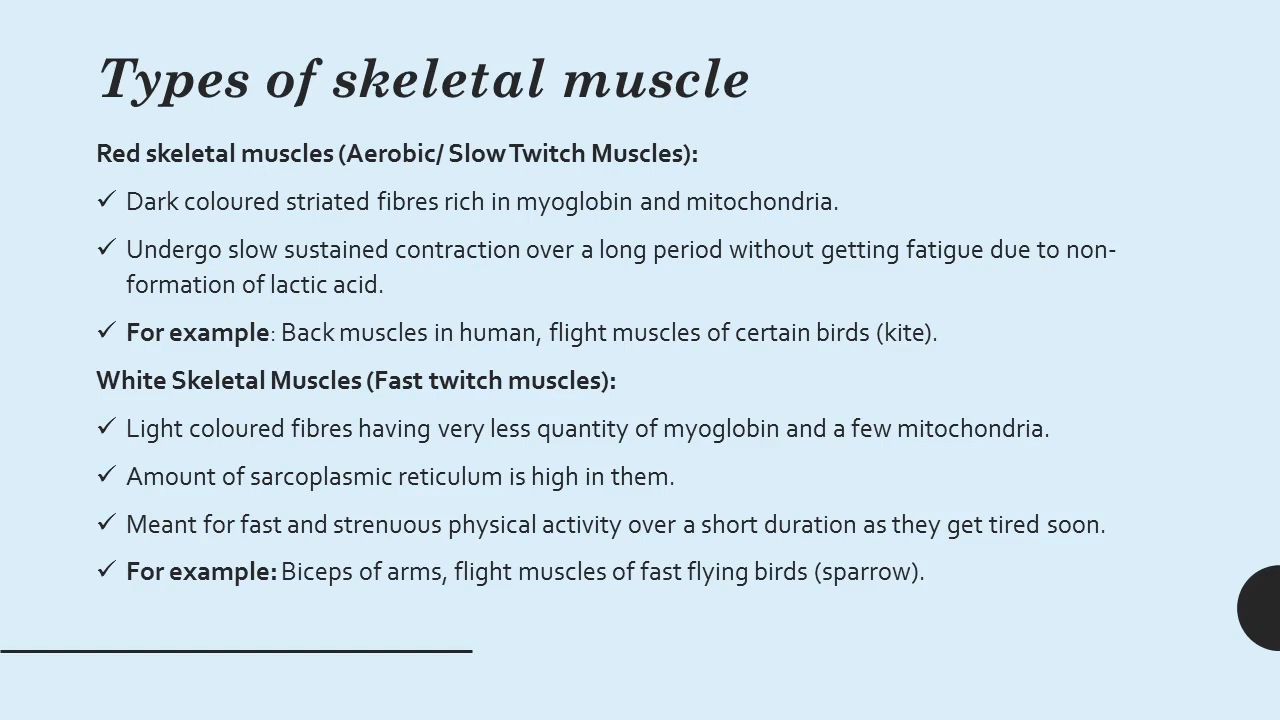 Types of skeletal muscle
Red skeletal muscles (Aerobic/ Slow Twitch Muscles):
✓ Dark coloured striated fibres rich in myoglobin and mitochondria.
✓ Undergo slow sustained contraction over a long period without getting fatigue due to non-
formation of lactic acid.
✓ For example: Back muscles in human, flight muscles of certain birds (kite).
White Skeletal Muscles (Fast twitch muscles):
✓ Light coloured fibres having very less quantity of myoglobin and a few mitochondria.
✓ Amount of sarcoplasmic reticulum is high in them.
✓ Meant for fast and strenuous physical activity over a short duration as they get tired soon.
✓ For example: Biceps of arms, flight muscles of fast flying birds (sparrow).